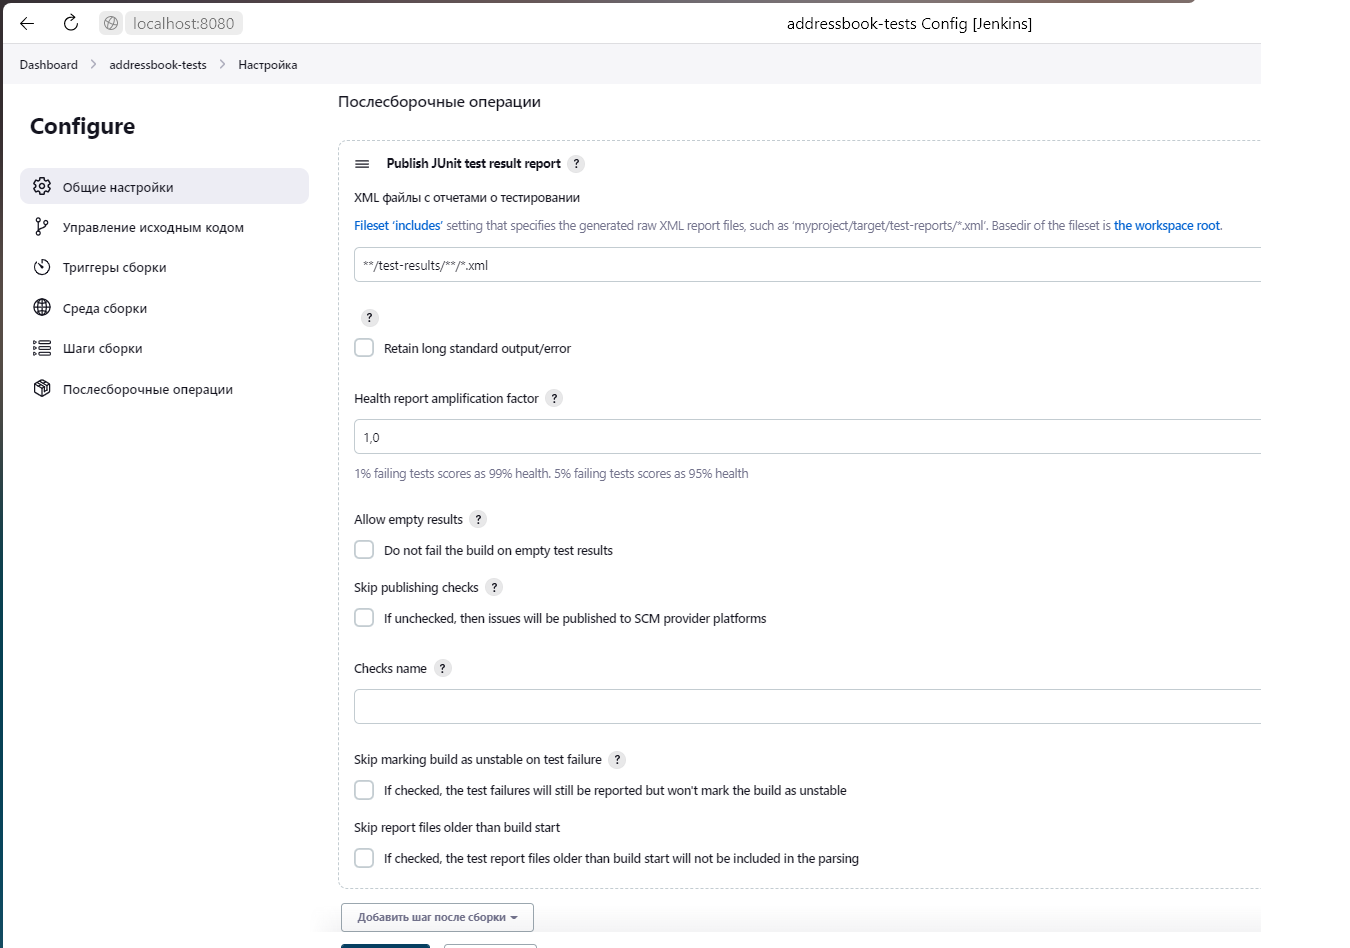 localhost:8080
addressbook-tests Config [Jenkins]
Dashboard
addressbook-tests
Настройка
Configure
Общие настройки
Управление исходным кодом
Триггеры сборки
Среда сборки
Шаги сборки
Послесборочные операции
Послесборочные операции
Publish JUnit test result report ?
XML файлы с отчетами о тестировании
Fileset ‘includes’ setting that specifies the generated raw XML report files, such as ‘myproject/target/test-reports/*.xml’. Basedir of the fileset is the workspace root.
**/test-results/**/*.xml
?
Retain long standard output/error
Health report amplification factor ?
1,0
1% failing tests scores as 99% health. 5% failing tests scores as 95% health
Allow empty results ?
Do not fail the build on empty test results
Skip publishing checks ?
If unchecked, then issues will be published to SCM provider platforms
Checks name ?
Skip marking build as unstable on test failure ?
If checked, the test failures will still be reported but won't mark the build as unstable
Skip report files older than build start
If checked, the test report files older than build start will not be included in the parsing
Добавить шаг после сборки